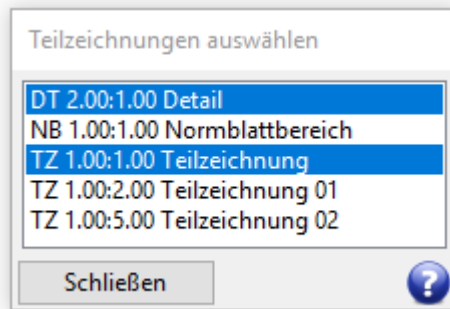 Teilzeichnungen auswählen
DT 2.00:1.00 Detail
NB 1.00:1.00 Normblattbereich
TZ 1.00:1.00 Teilzeichnung
TZ 1.00:2.00 Teilzeichnung 01
TZ 1.00:5.00 Teilzeichnung 02
Schließen
?